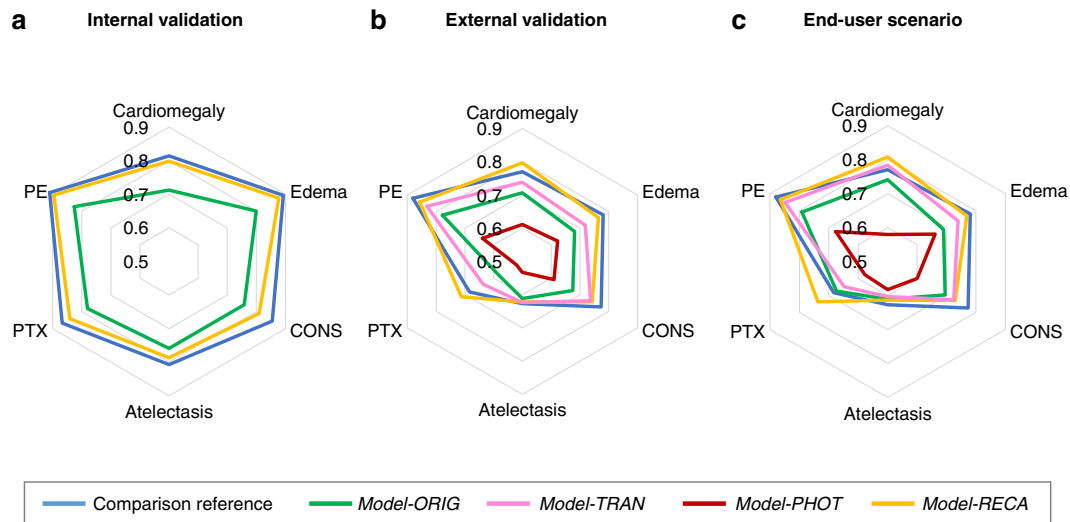 a Internal validation
Cardiomegaly
0.9
0.8
0.7
0.6
0.5
PE
Edema
PTX
CONS
Atelectasis
b External validation
Cardiomegaly
0.9
0.8
0.7
0.6
0.5
PE
Edema
PTX
CONS
Atelectasis
c End-user scenario
Cardiomegaly
0.9
0.8
0.7
0.6
0.5
PE
Edema
PTX
CONS
Atelectasis
Comparison reference Model-ORIG Model-TRAN Model-PHOT Model-RECA